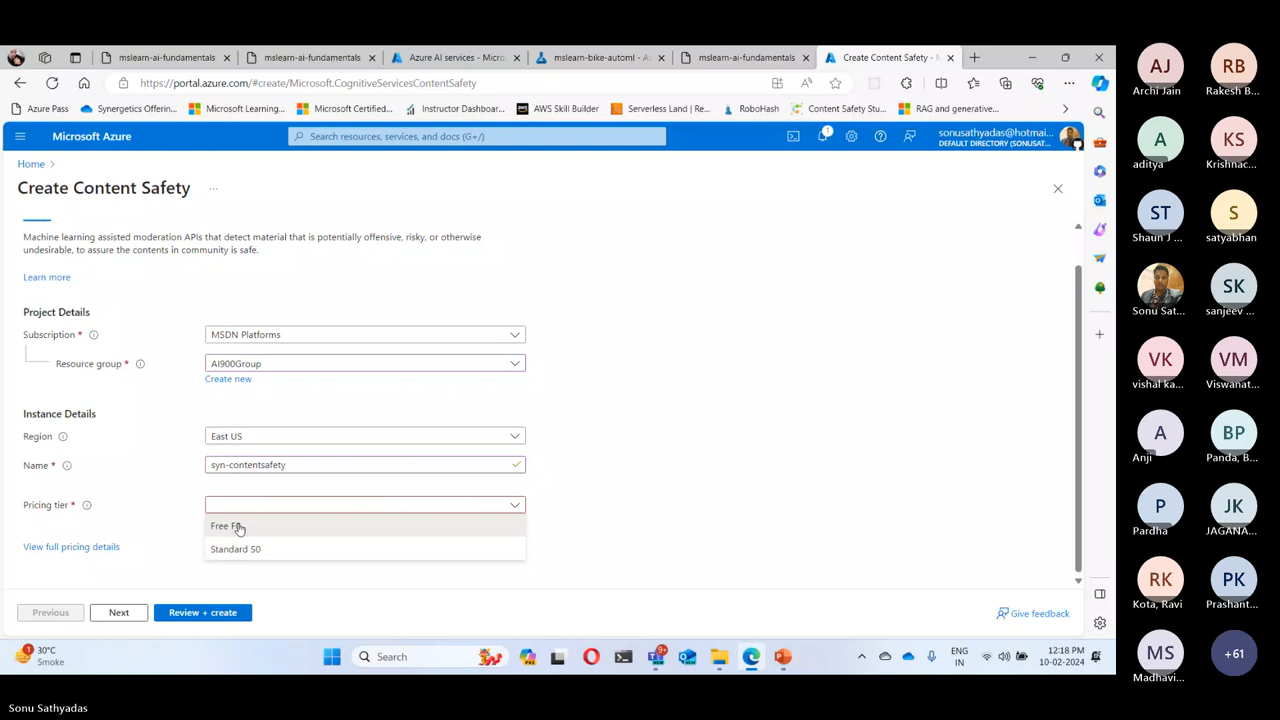 mslearn-ai-fundamentals
mslearn-ai-fundamentals
Azure AI services - Micro
mslearn-bike-automl - Az
mslearn-ai-fundamentals
Create Content Safety - M
https://portal.azure.com/#create/Microsoft.CognitiveServicesContentSafety
Azure Pass
Synergetics Offerin...
Microsoft Learning...
Microsoft Certified...
Instructor Dashboar...
AWS Skill Builder
Serverless Land | Re...
RoboHash
Content Safety Stu...
RAG and generative...
Microsoft Azure
Search resources, services, and docs (G+/)
1
sonusathyadas@hotmai...
DEFAULT DIRECTORY (SONUSAT...
Home >
Create Content Safety ...
Machine learning assisted moderation APIs that detect material that is potentially offensive, risky, or otherwise
undesirable, to assure the contents in community is safe.
Learn more
Project Details
Subscription * MSDN Platforms
Resource group * AI900Group
Create new
Instance Details
Region East US
Name * syn-contentsafety
Pricing tier *
Free F0
Standard S0
View full pricing details
Previous
Next
Review + create
Give feedback
1
30°C
Smoke
Search
9+
ENG
IN
12:18 PM
10-02-2024
AJ
Archi Jain
RB
Rakesh B...
A
aditya
KS
Krishnac...
ST
Shaun J ...
S
satyabhan
Sonu Sat...
SK
sanjeev ...
VK
vishal ka...
VM
Viswanat...
A
Anji
BP
Panda, B...
P
Pardha
JK
JAGANA...
RK
Kota, Ravi
PK
Prashant...
MS
Madhavi...
+61
Sonu Sathyadas